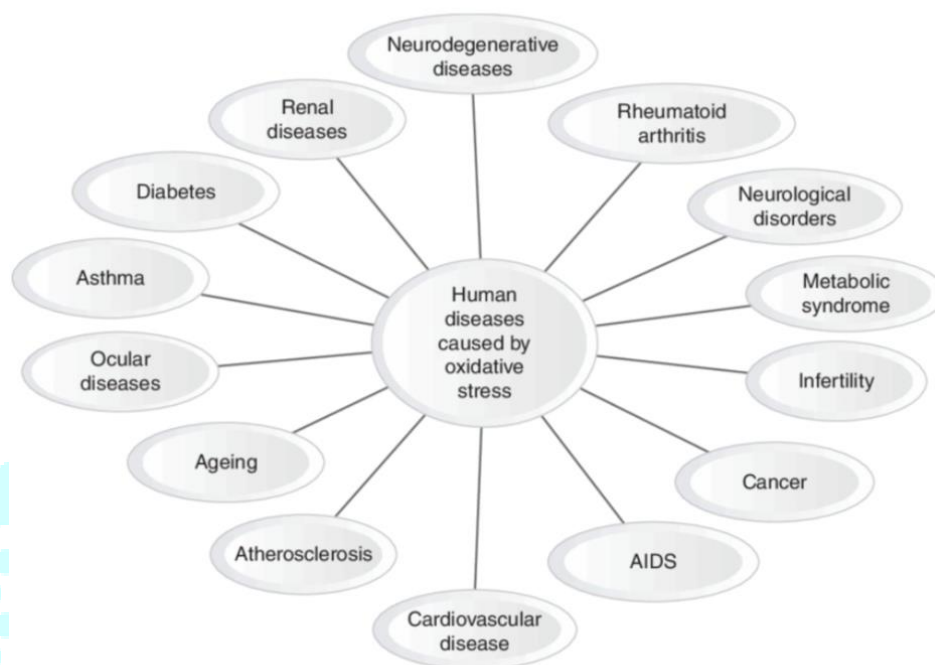 Neurodegenerative
diseases
Renal
diseases
Rheumatoid
arthritis
Diabetes
Neurological
disorders
Asthma
Human
diseases
caused by
oxidative
stress
Metabolic
syndrome
Ocular
diseases
Infertility
Ageing
Cancer
Atherosclerosis
AIDS
Cardiovascular
disease